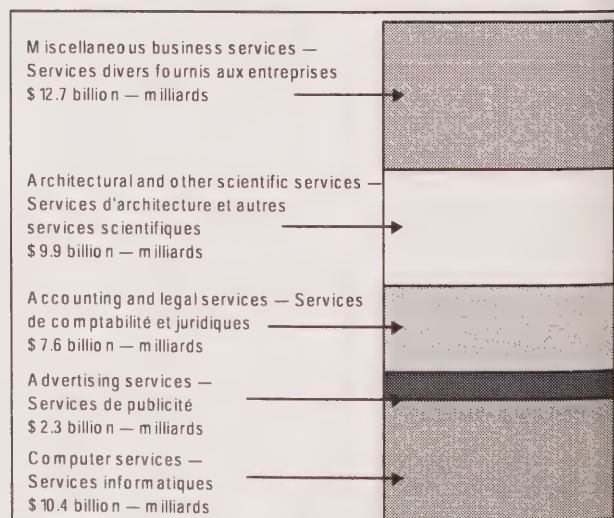 Miscellaneous business services —
Services divers fournis aux entreprises
$12.7 billion — milliards
Architectural and other scientific services —
Services d'architecture et autres
services scientifiques
$9.9 billion — milliards
Accounting and legal services — Services
de comptabilité et juridiques
$7.6 billion — milliards
Advertising services —
Services de publicité
$2.3 billion — milliards
Computer services —
Services informatiques
$10.4 billion — milliards